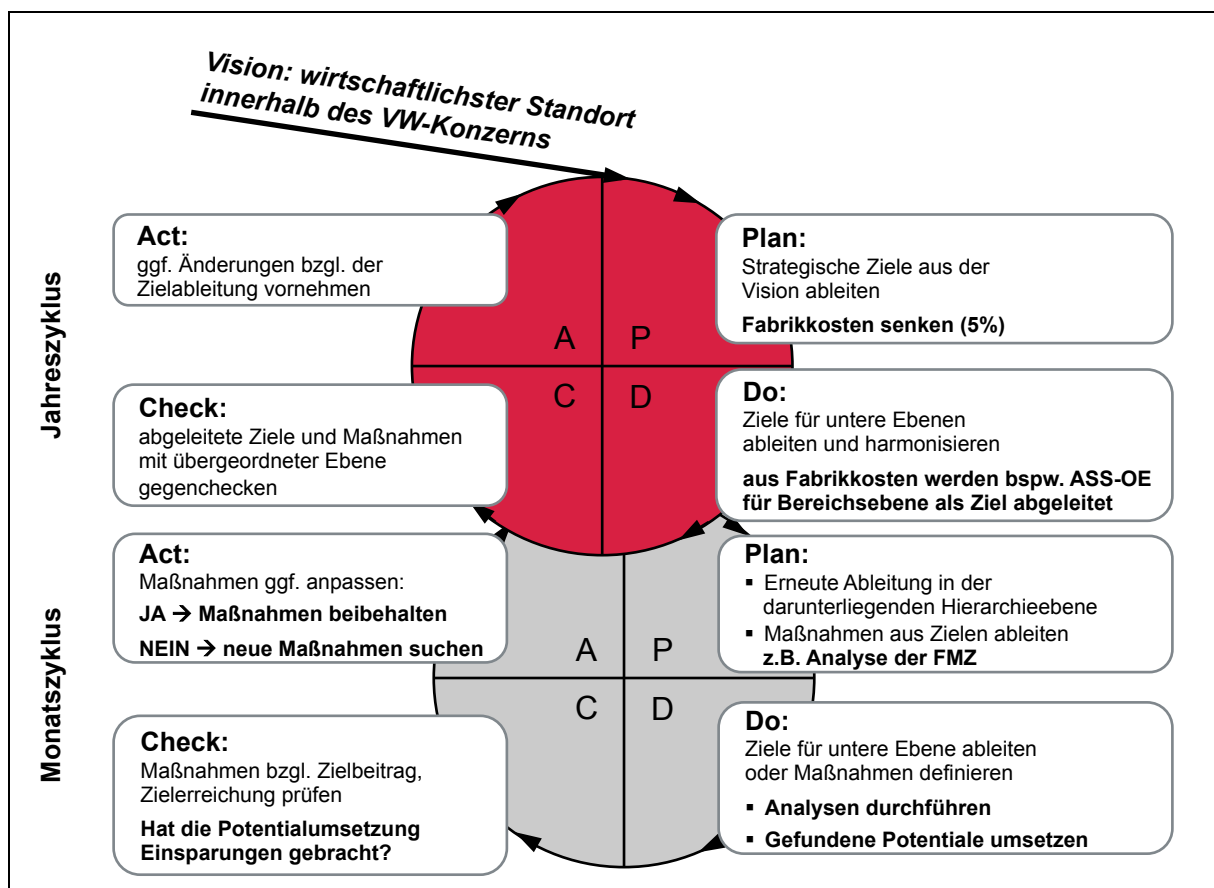 Vision: wirtschaftlichster Standort
innerhalb des VW-Konzerns
Jahreszyklus
Act:
ggf. Änderungen bzgl. der
Zielableitung vornehmen
Plan:
Strategische Ziele aus der
Vision ableiten
Fabrikkosten senken (5%)
A
P
C
D
Check:
abgeleitete Ziele und Maßnahmen
mit übergeordneter Ebene
gegenchecken
Do:
Ziele für untere Ebenen
ableiten und harmonisieren
aus Fabrikkosten werden bspw. ASS-OE
für Bereichsebene als Ziel abgeleitet
Monatszyklus
Act:
Maßnahmen ggf. anpassen:
JA → Maßnahmen beibehalten
NEIN → neue Maßnahmen suchen
Plan:
▪ Erneute Ableitung in der
darunterliegenden Hierarchieebene
▪ Maßnahmen aus Zielen ableiten
z.B. Analyse der FMZ
A
P
C
D
Check:
Maßnahmen bzgl. Zielbeitrag,
Zielerreichung prüfen
Hat die Potentialumsetzung
Einsparungen gebracht?
Do:
Ziele für untere Ebene ableiten
oder Maßnahmen definieren
▪ Analysen durchführen
▪ Gefundene Potentiale umsetzen